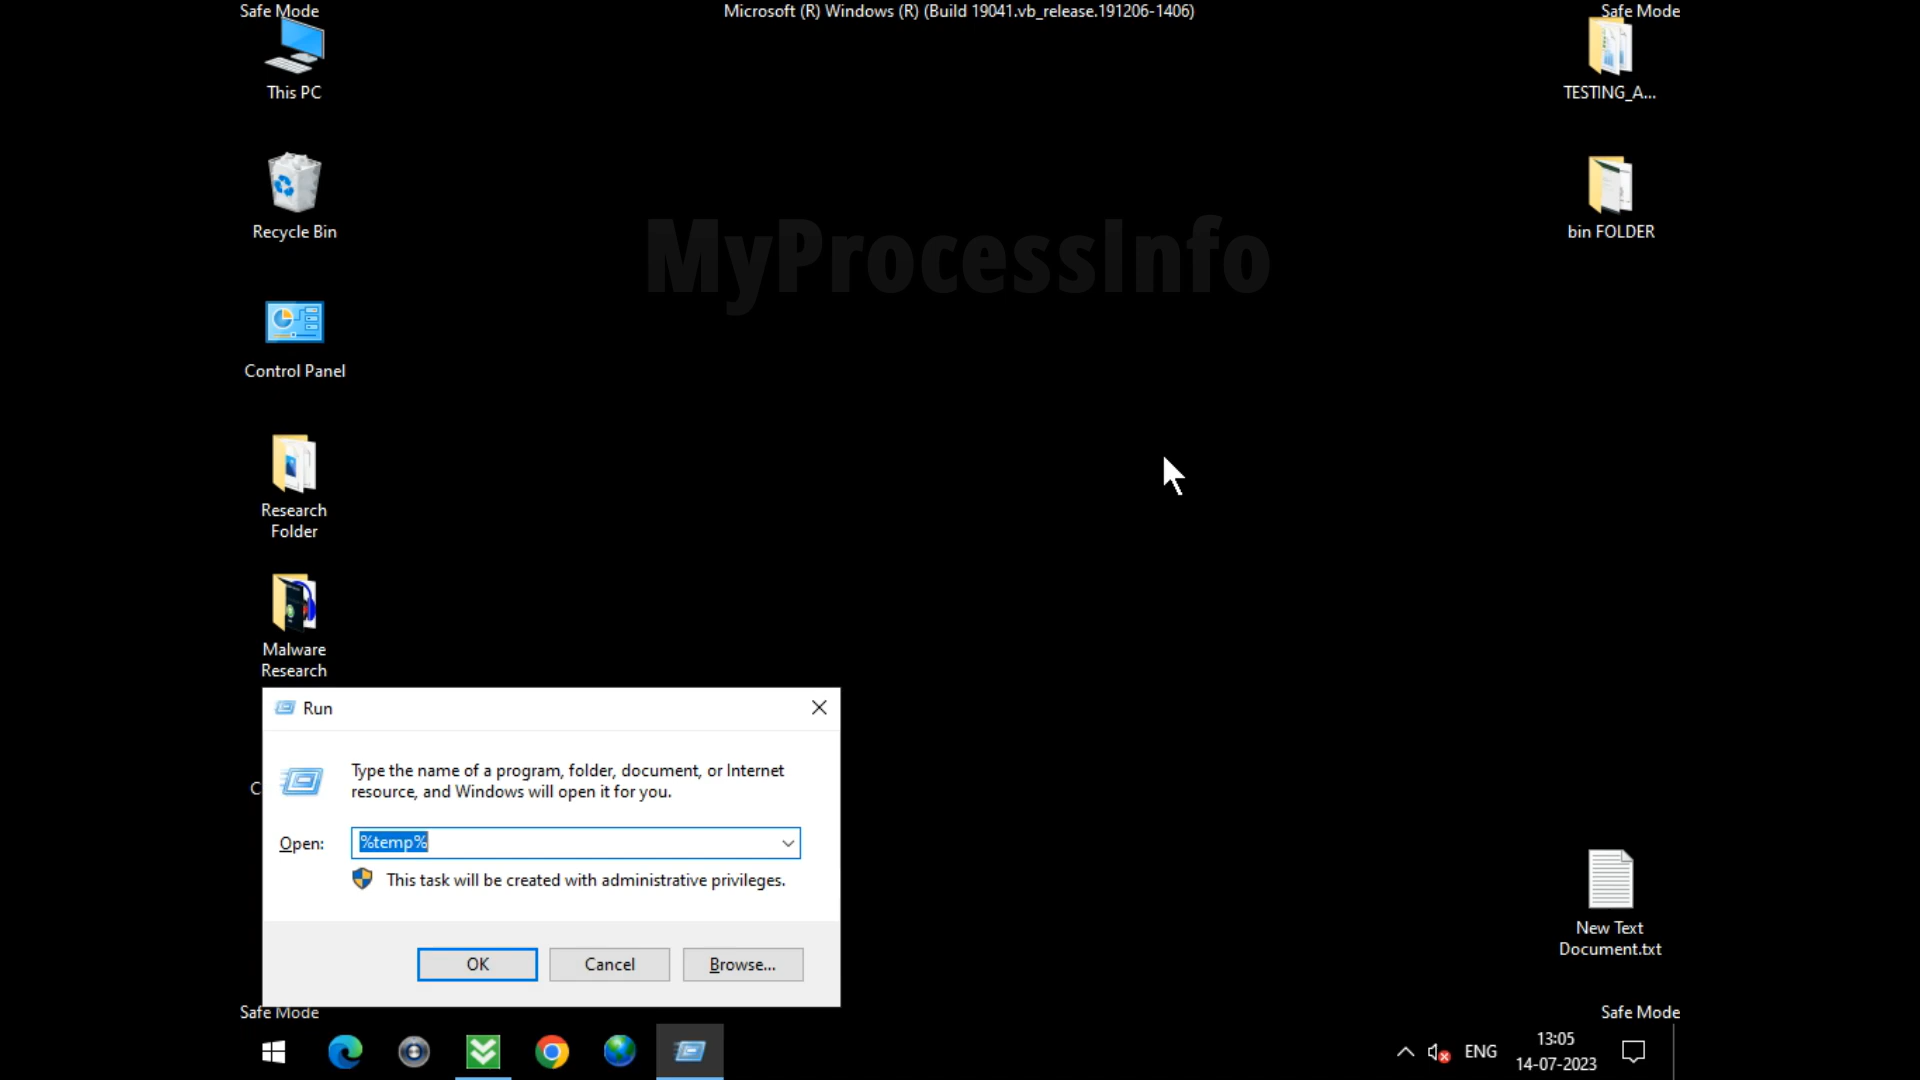 Safe Mode
Microsoft (R) Windows (R) (Build 19041.vb_release.191206-1406)
Safe Mode
This PC
TESTING_A...
Recycle Bin
bin FOLDER
MyProcessInfo
Control Panel
Research
Folder
Malware
Research
Run
Type the name of a program, folder, document, or Internet
resource, and Windows will open it for you.
C
Open:
%temp%
This task will be created with administrative privileges.
OK
Cancel
Browse...
New Text
Document.txt
Safe Mode
Safe Mode
ENG
13:05
14-07-2023